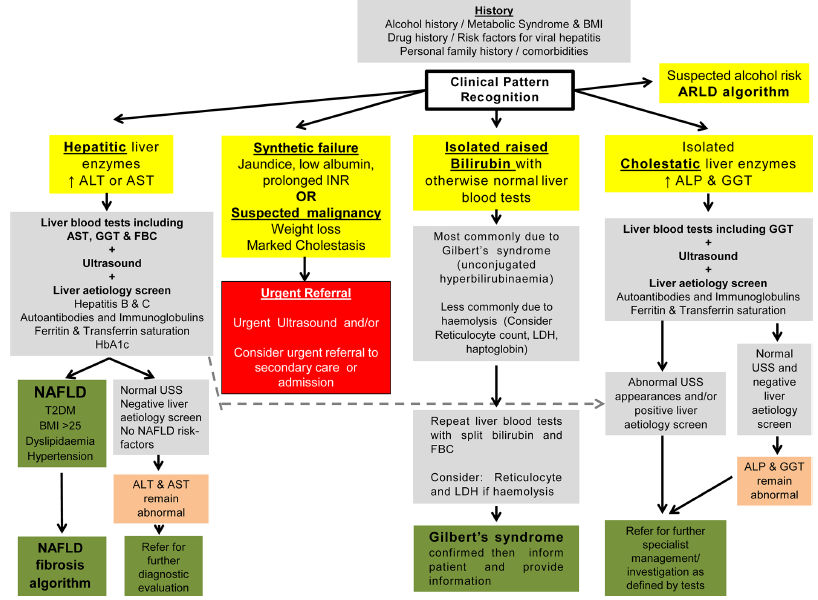 History
Alcohol history / Metabolic Syndrome & BMI
Drug history / Risk factors for viral hepatitis
Personal family history / comorbidities
Clinical Pattern
Recognition
Suspected alcohol risk
ARLD algorithm
Hepatitic liver
enzymes
↑ ALT or AST
Synthetic failure
Jaundice, low albumin,
prolonged INR
OR
Suspected malignancy
Weight loss
Marked Cholestasis
Isolated raised
Bilirubin with
otherwise normal liver
blood tests
Isolated
Cholestatic liver enzymes
↑ ALP & GGT
Liver blood tests including
AST, GGT & FBC
+
Ultrasound
+
Liver aetiology screen
Hepatitis B & C
Autoantibodies and Immunoglobulins
Ferritin & Transferrin saturation
HbA1c
Urgent Referral
Urgent Ultrasound and/or
Consider urgent referral to
secondary care or
admission
Most commonly due to
Gilbert's syndrome
(unconjugated
hyperbilirubinaemia)
Less commonly due to
haemolysis (Consider
Reticulocyte count, LDH,
haptoglobin)
Liver blood tests including GGT
+
Ultrasound
+
Liver aetiology screen
Autoantibodies and Immunoglobulins
Ferritin & Transferrin saturation
NAFLD
T2DM
BMI >25
Dyslipidaemia
Hypertension
Normal USS
Negative liver
aetiology screen
No NAFLD risk-
factors
Repeat liver blood tests
with split bilirubin and
FBC
Consider: Reticulocyte
and LDH if haemolysis
Abnormal USS
appearances and/or
positive liver
aetiology screen
Normal
USS and
negative
liver
aetiology
screen
ALT & AST
remain
abnormal
ALP & GGT
remain
abnormal
NAFLD
fibrosis
algorithm
Refer for
further
diagnostic
evaluation
Gilbert's syndrome
confirmed then inform
patient and provide
information
Refer for further
specialist
management/
investigation as
defined by tests